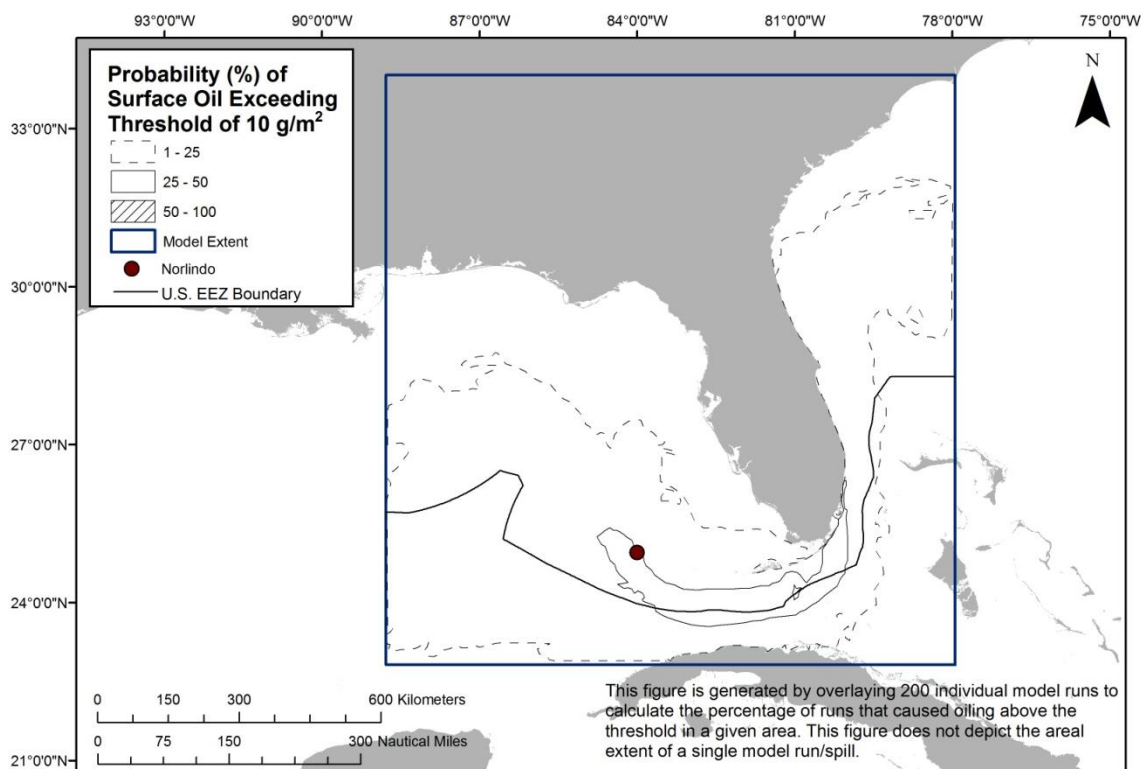 93°0'0"W 90°0'0"W 87°0'0"W 84°0'0"W 81°0'0"W 78°0'0"W 75°0'0"W
Probability (%) of
Surface Oil Exceeding
Threshold of 10 g/m²
1 - 25
25 - 50
50 - 100
Model Extent
Norlindo
U.S. EEZ Boundary
N
33°0'0"N
30°0'0"N
27°0'0"N
24°0'0"N
21°0'0"N
0 150 300 600 Kilometers
0 75 150 300 Nautical Miles
This figure is generated by overlaying 200 individual model runs to
calculate the percentage of runs that caused oiling above the
threshold in a given area. This figure does not depict the areal
extent of a single model run/spill.